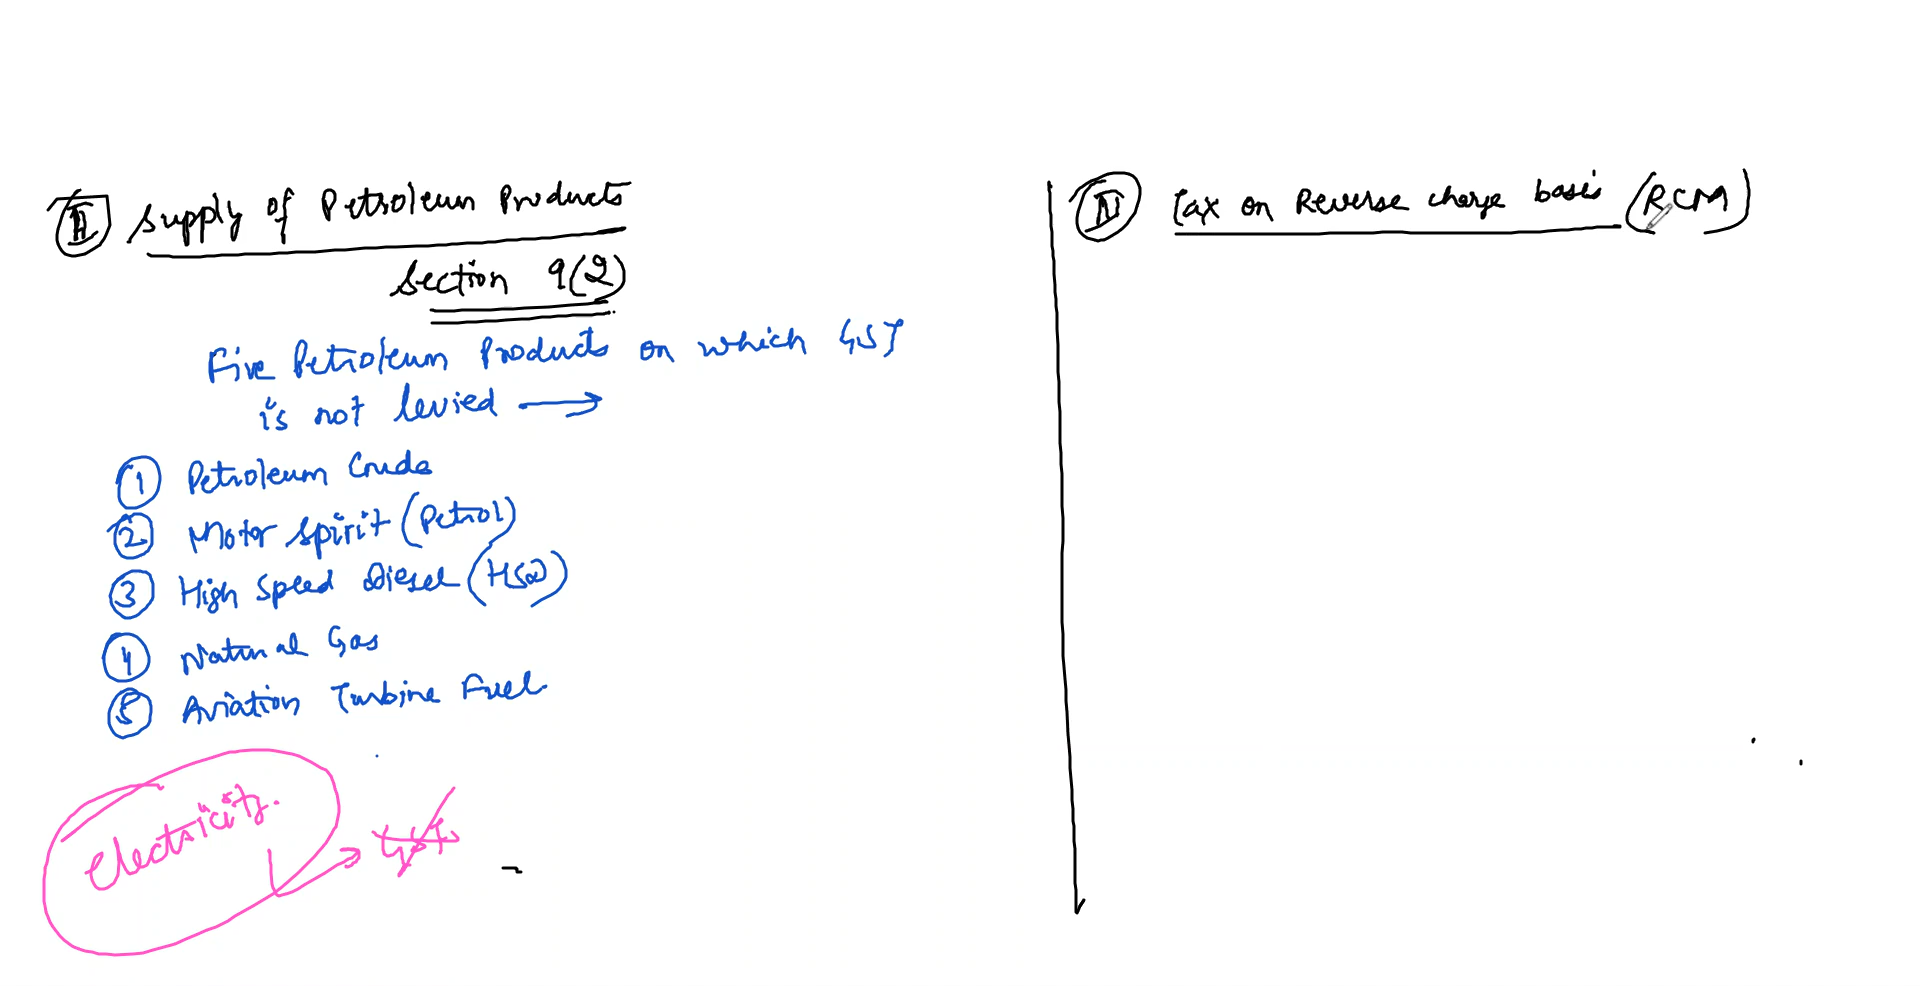 II Supply of Petroleum Products
Section 9(2)
Five Petroleum Products on which GST
is not levied →
1 Petroleum Crude
2 Motor Spirit (Petrol)
3 High Speed Diesel (HSD)
4 Natural Gas
5 Aviation Turbine Fuel
Electricity.
GST
IV Tax on Reverse charge basis (RCM)